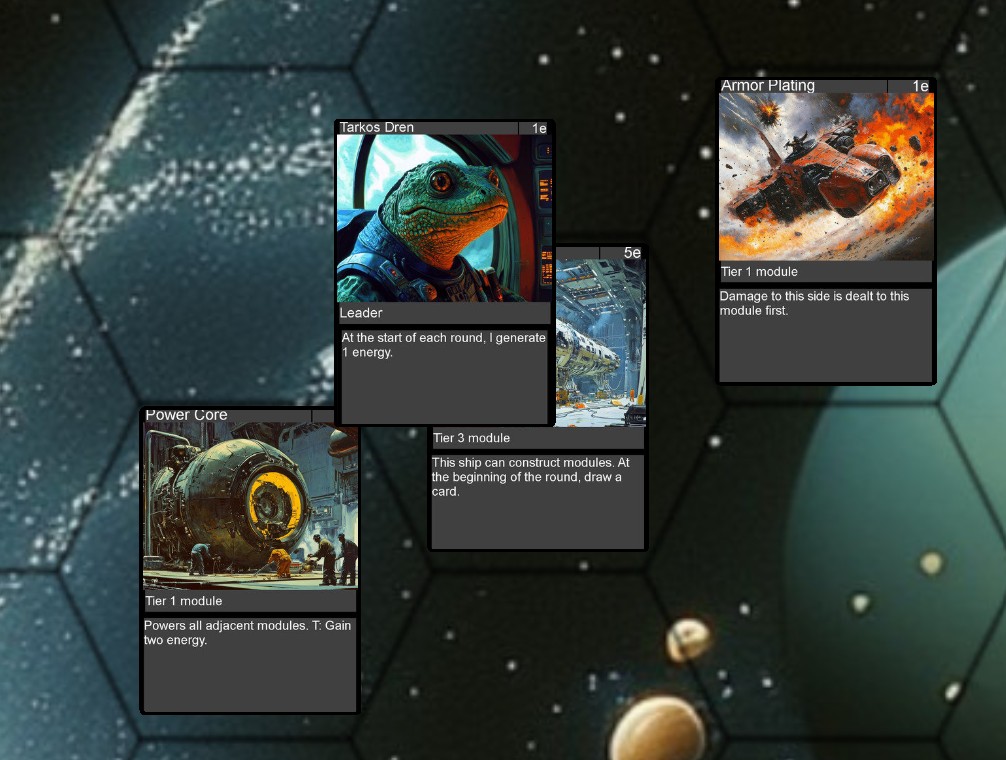 Armor Plating 1e
Tier 1 module
Damage to this side is dealt to this
module first.
Tarkos Dren 1e
Leader
At the start of each round, I generate
1 energy.
5e
Tier 3 module
This ship can construct modules. At
the beginning of the round, draw a
card.
Power Core
Tier 1 module
Powers all adjacent modules. T: Gain
two energy.